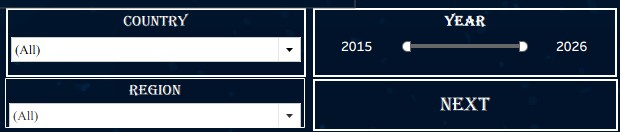 COUNTRY
(All)
YEAR
2015
2026
REGION
(All)
NEXT